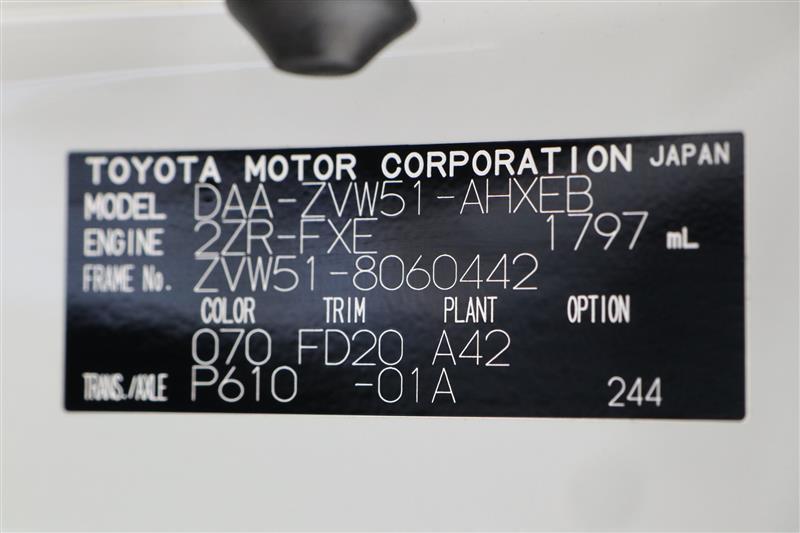 TOYOTA MOTOR CORPORATION JAPAN
MODEL DAA-ZVW51-AHXEB
ENGINE 2ZR-FXE 1797 mL
FRAME No. ZVW51-8060442
COLOR TRIM PLANT OPTION
070 FD20 A42
TRANS./AXLE P610 -01A 244